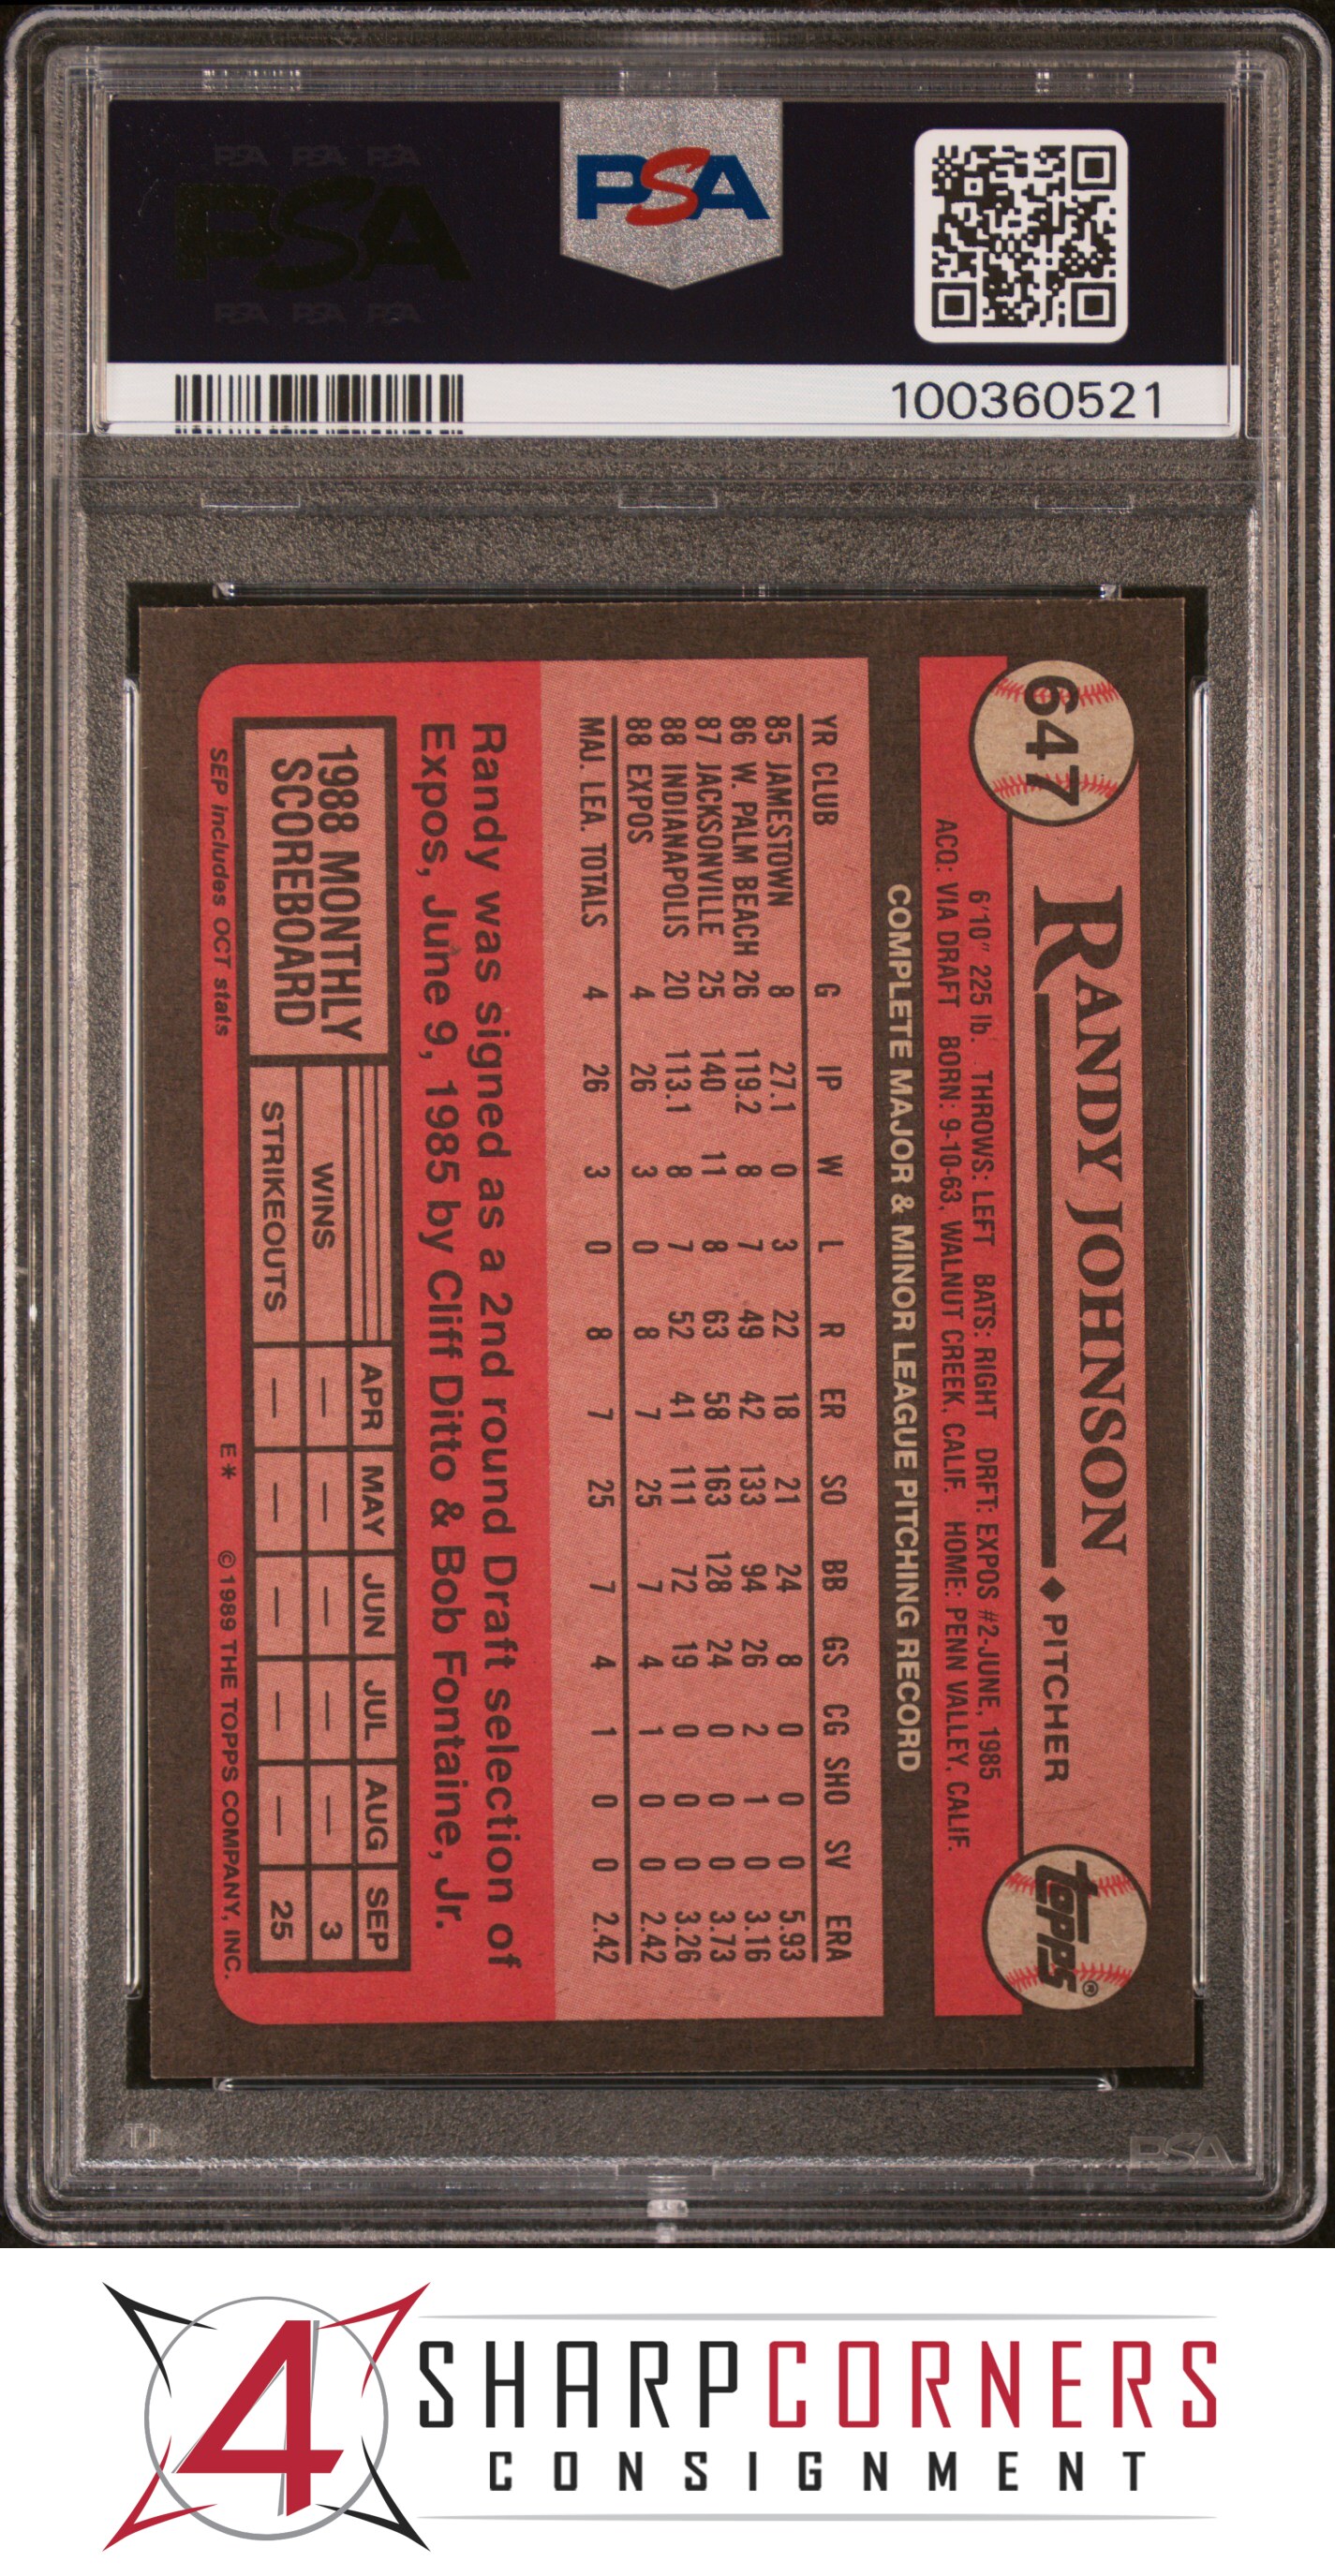 PSA PSA PSA
PSA
PSA PSA PSA
PSA
100360521
647
RANDY JOHNSON ♦ PITCHER
topps®
6'10" 225 lb. THROWS: LEFT BATS: RIGHT DRFT: EXPOS #2-JUNE, 1985
ACQ: VIA DRAFT BORN: 9-10-63, WALNUT CREEK, CALIF. HOME: PENN VALLEY, CALIF.
COMPLETE MAJOR & MINOR LEAGUE PITCHING RECORD
YR CLUB G IP W L R ER SO BB GS CG SHO SV ERA
85 JAMESTOWN 8 27.1 0 3 22 18 21 24 8 0 0 0 5.93
86 W. PALM BEACH 26 119.2 8 7 49 42 133 94 26 2 1 0 3.16
87 JACKSONVILLE 25 140 11 8 63 58 163 128 24 0 0 0 3.73
88 INDIANAPOLIS 20 113.1 8 7 52 41 111 72 19 0 0 0 3.26
88 EXPOS 4 26 3 0 8 7 25 7 4 1 0 0 2.42
MAJ. LEA. TOTALS 4 26 3 0 8 7 25 7 4 1 0 0 2.42
Randy was signed as a 2nd round Draft selection of
Expos, June 9, 1985 by Cliff Ditto & Bob Fontaine, Jr.
1988 MONTHLY
SCOREBOARD
APR MAY JUN JUL AUG SEP
WINS — — — — — 3
STRIKEOUTS — — — — — 25
SEP includes OCT stats
E* © 1989 THE TOPPS COMPANY, INC.
PSA
4
SHARPCORNERS
CONSIGNMENT